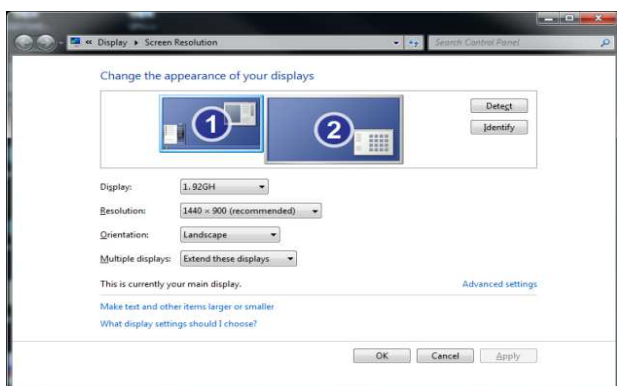 « Display ▸ Screen Resolution
Search Control Panel
Change the appearance of your displays
1
2
Detect
Identify
Display: 1.92GH
Resolution: 1440 × 900 (recommended)
Orientation: Landscape
Multiple displays: Extend these displays
This is currently your main display. Advanced settings
Make text and other items larger or smaller
What display settings should I choose?
OK Cancel Apply